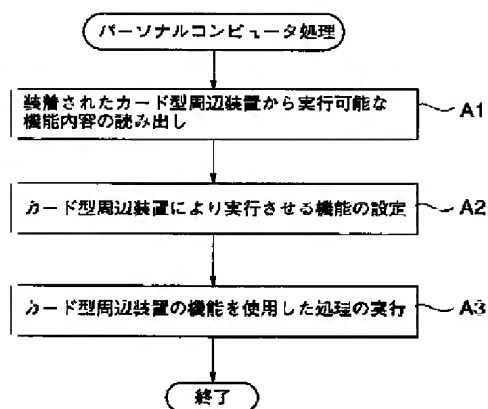 パーソナルコンピュータ処理
装着されたカード型周辺装置から実行可能な
機能内容の読み出し
A1
カード型周辺装置により実行させる機能の設定
A2
カード型周辺装置の機能を使用した処理の実行
A3
終了